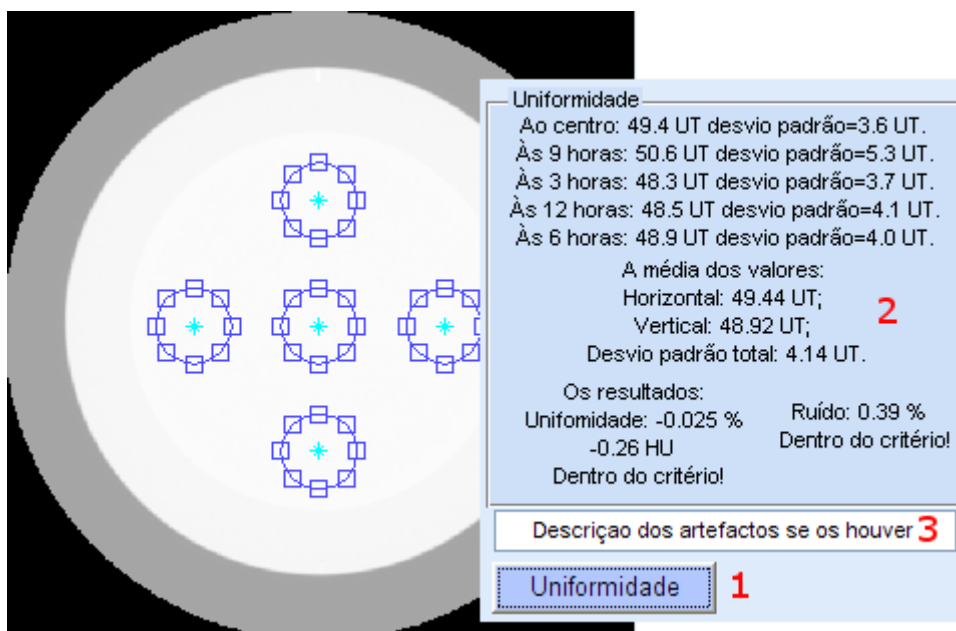 Uniformidade
Ao centro: 49.4 UT desvio padrão=3.6 UT.
Às 9 horas: 50.6 UT desvio padrão=5.3 UT.
Às 3 horas: 48.3 UT desvio padrão=3.7 UT.
Às 12 horas: 48.5 UT desvio padrão=4.1 UT.
Às 6 horas: 48.9 UT desvio padrão=4.0 UT.
A média dos valores:
Horizontal: 49.44 UT;
Vertical: 48.92 UT;
2
Desvio padrão total: 4.14 UT.
Os resultados:
Unifomidade: -0.025 %
-0.26 HU
Dentro do critério!
Ruído: 0.39 %
Dentro do critério!
Descriçao dos artefactos se os houver 3
Uniformidade 1